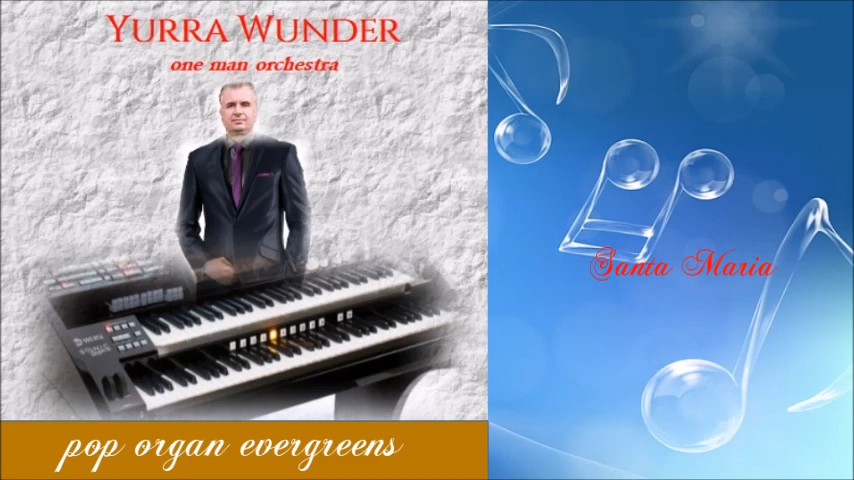 YURRA WUNDER
one man orchestra
Santa Maria
pop organ evergreens